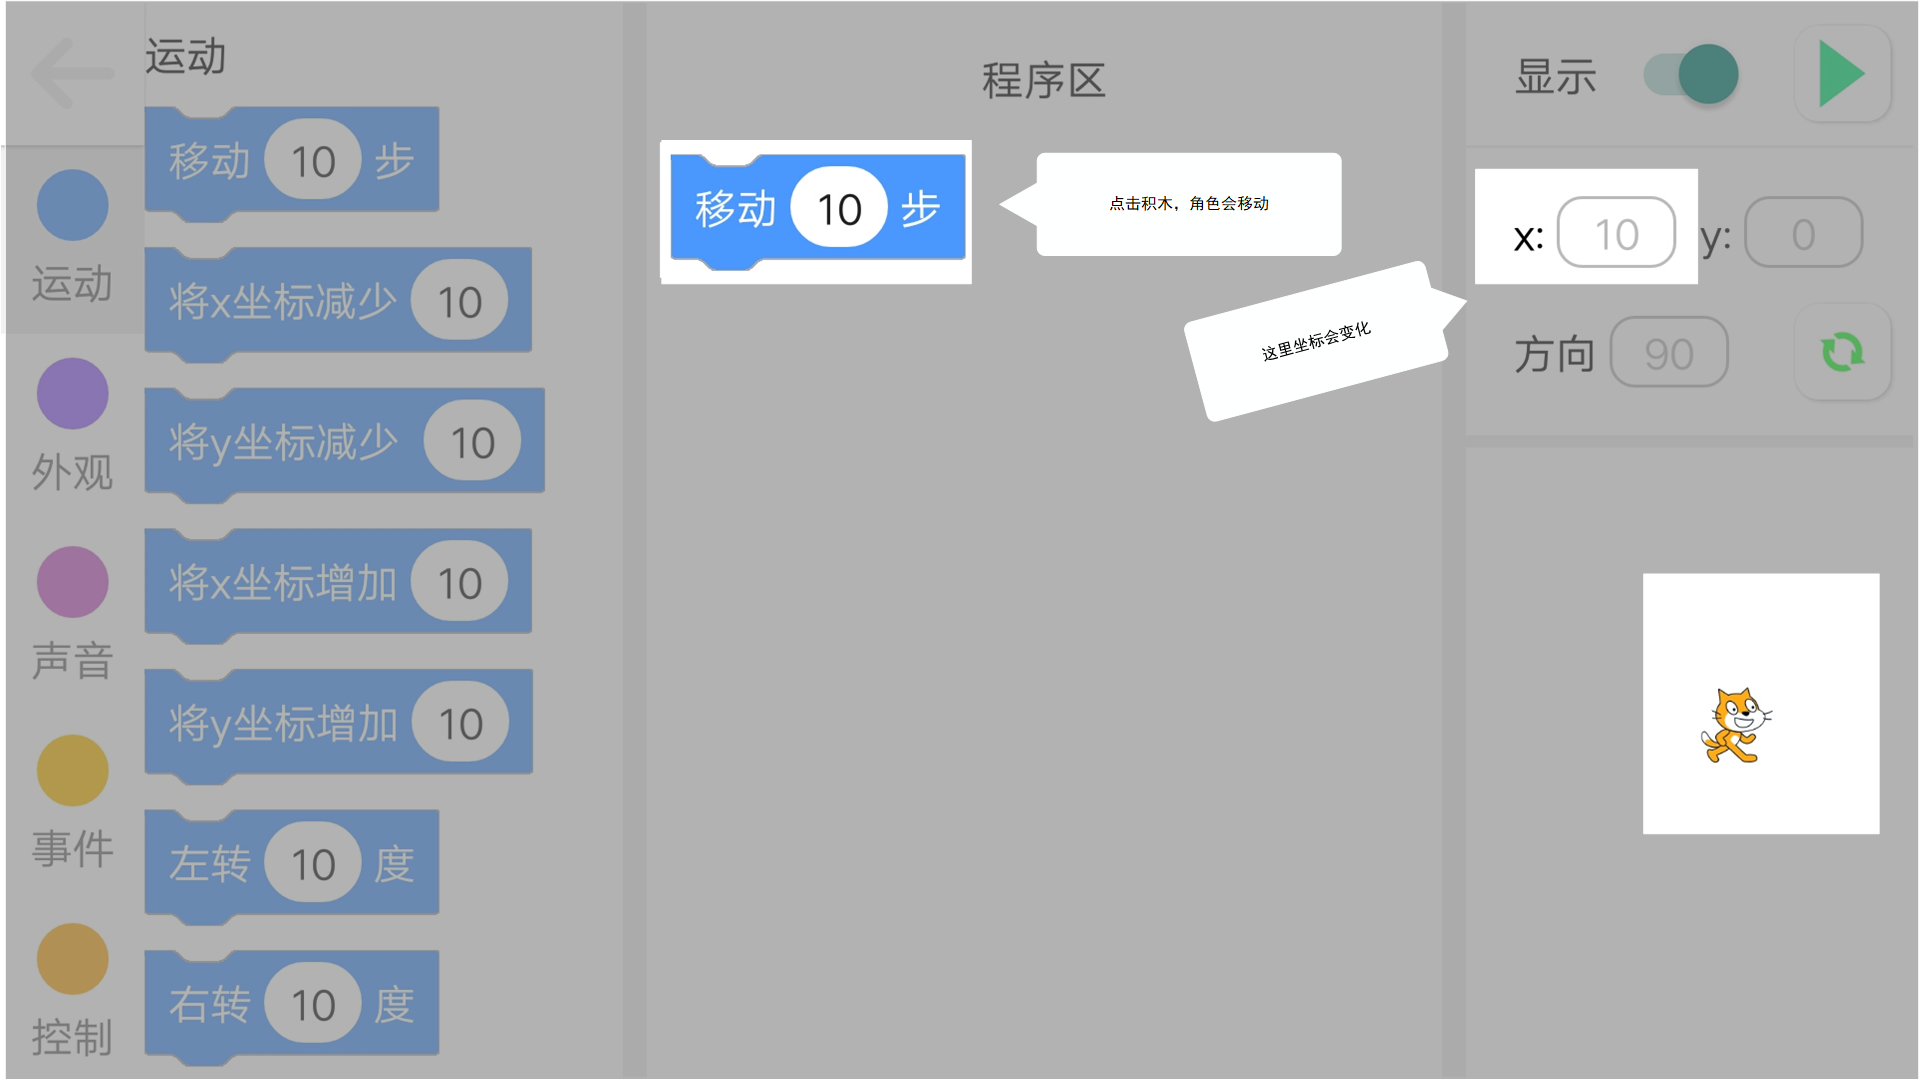 运动
外观
声音
事件
控制
运动
移动 10 步
将x坐标减少 10
将y坐标减少 10
将x坐标增加 10
将y坐标增加 10
左转 10 度
右转 10 度
程序区
移动 10 步
点击积木，角色会移动
这里坐标会变化
显示
x: 10 y: 0
方向 90